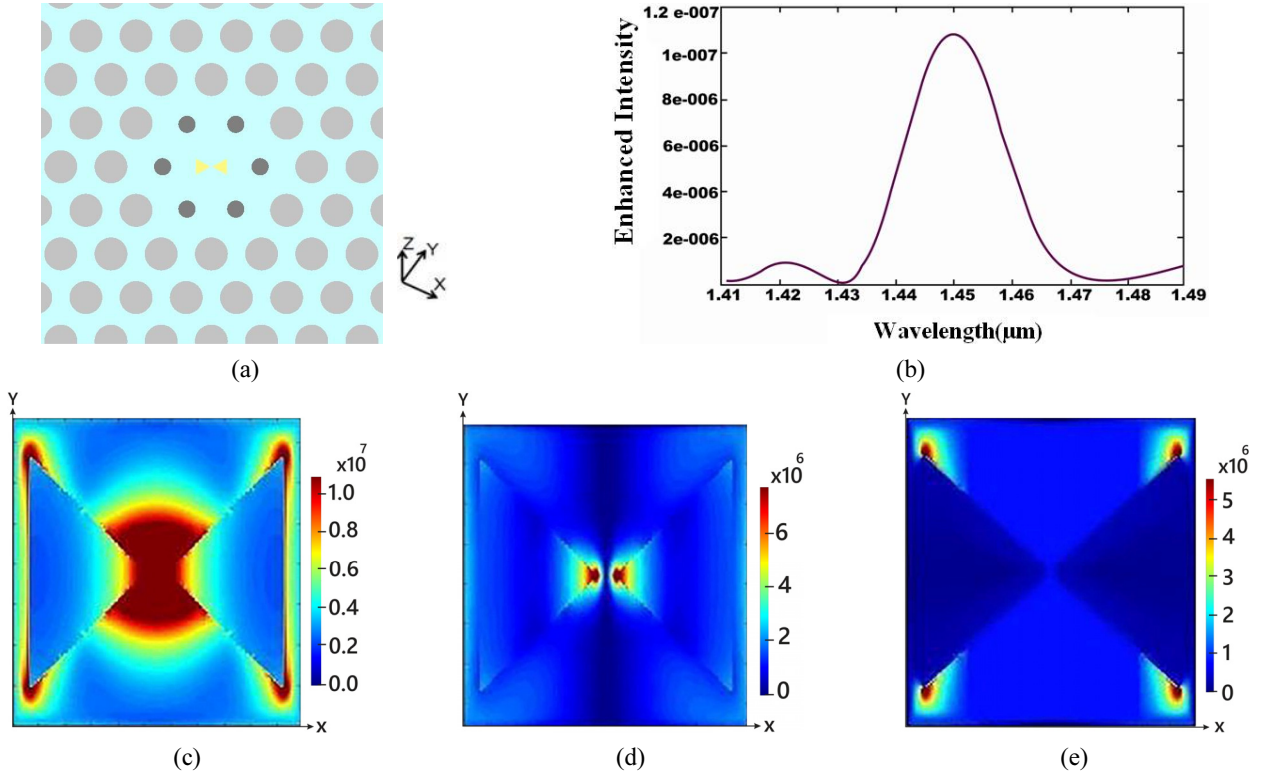 Z
Y
X
(a)
Enhanced Intensity
1.2 e-007
1e-007
8e-006
6e-006
4e-006
2e-006
1.41 1.42 1.43 1.44 1.45 1.46 1.47 1.48 1.49
Wavelength(μm)
(b)
Y
x10^7
1.0
0.8
0.6
0.4
0.2
0.0
X
(c)
Y
x10^6
6
4
2
0
X
(d)
Y
x10^6
5
4
3
2
1
0
X
(e)